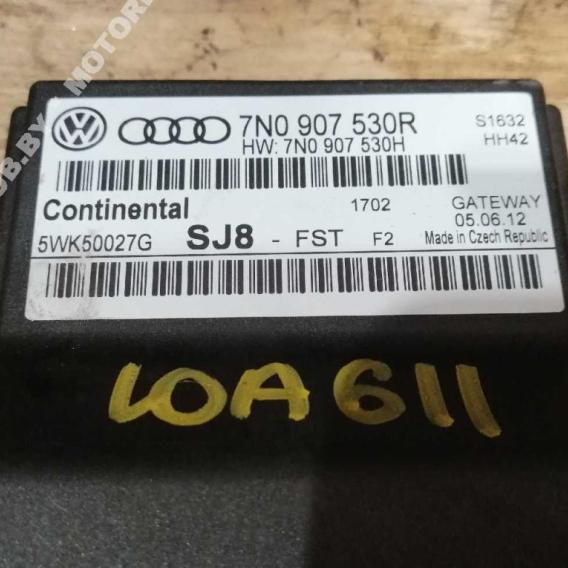 7N0 907 530R
S1632
HW: 7N0 907 530H
HH42
Continental
1702
GATEWAY
05.06.12
5WK50027G
SJ8 - FST F2
Made in Czech Republic
LOA611